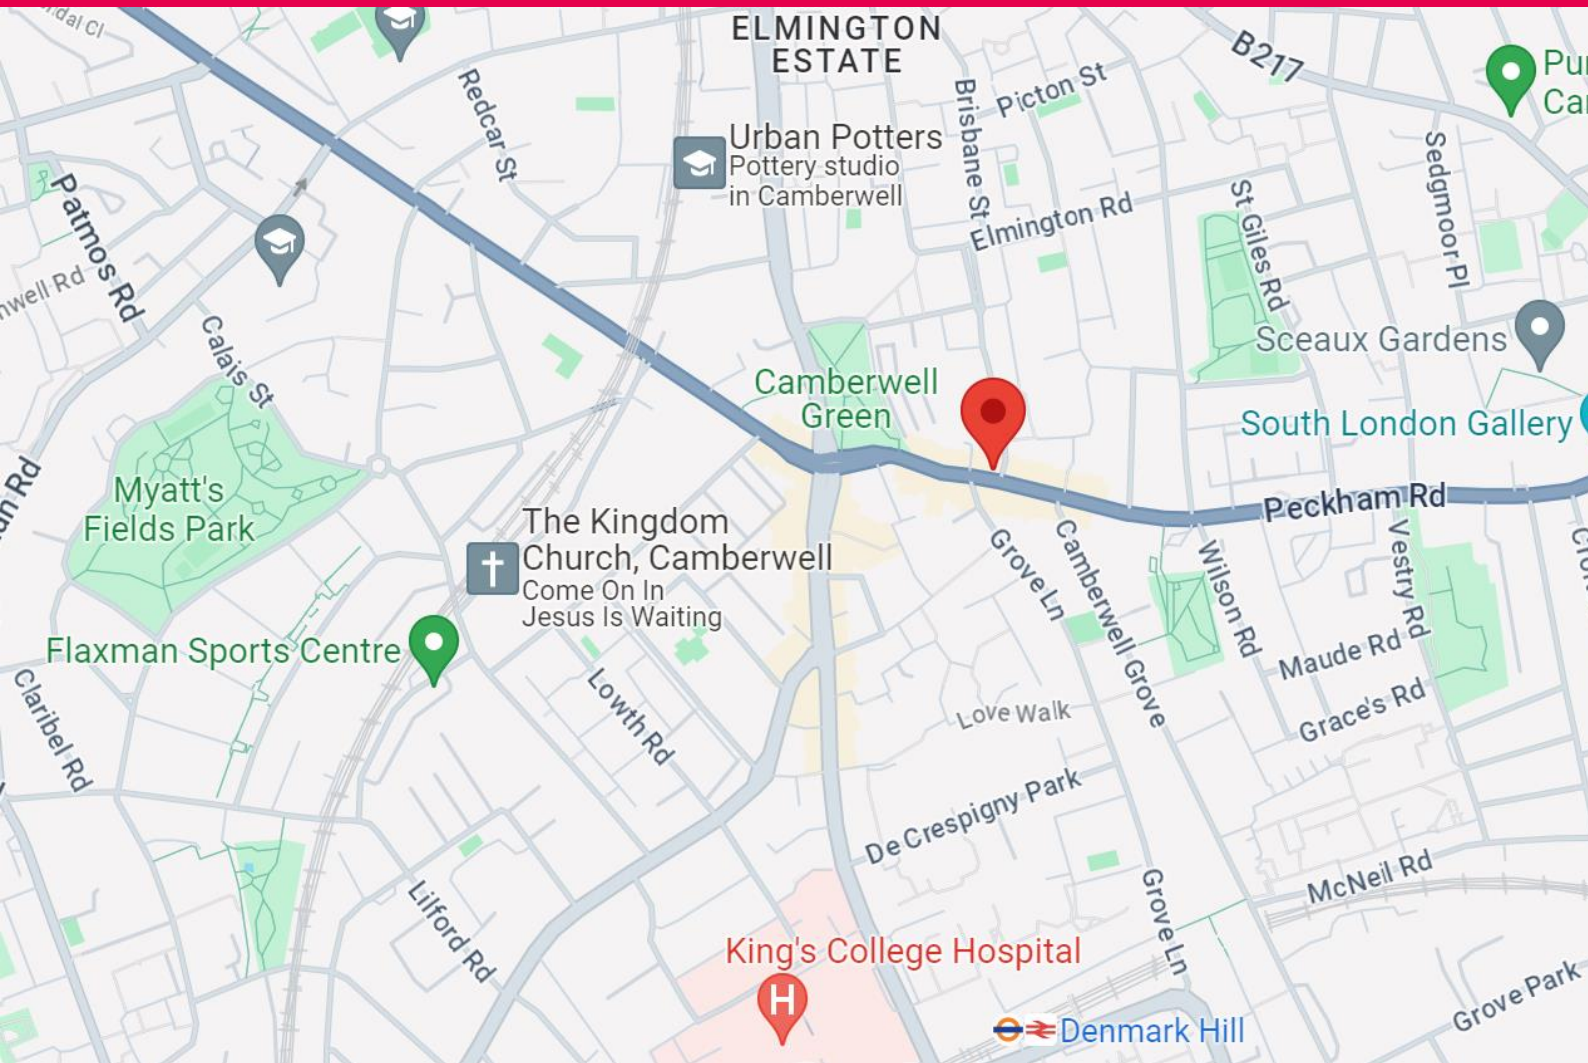 ELMINGTON
ESTATE
B217
Picton St
Redcar St
Brisbane St
Urban Potters
Pottery studio
in Camberwell
Sedgmoor Pl
Patmos Rd
St Giles Rd
Elmington Rd
Calais St
Sceaux Gardens
Camberwell
Green
South London Gallery
Myatt's
Fields Park
Peckham Rd
The Kingdom
Church, Camberwell
Come On In
Jesus Is Waiting
Grove Ln
Camberwell Grove
Wilson Rd
Vestry Rd
Flaxman Sports Centre
Maude Rd
Claribel Rd
Lowth Rd
Love Walk
Grace's Rd
De Crespigny Park
McNeil Rd
Lilford Rd
Grove Ln
King's College Hospital
H
Denmark Hill
Grove Park